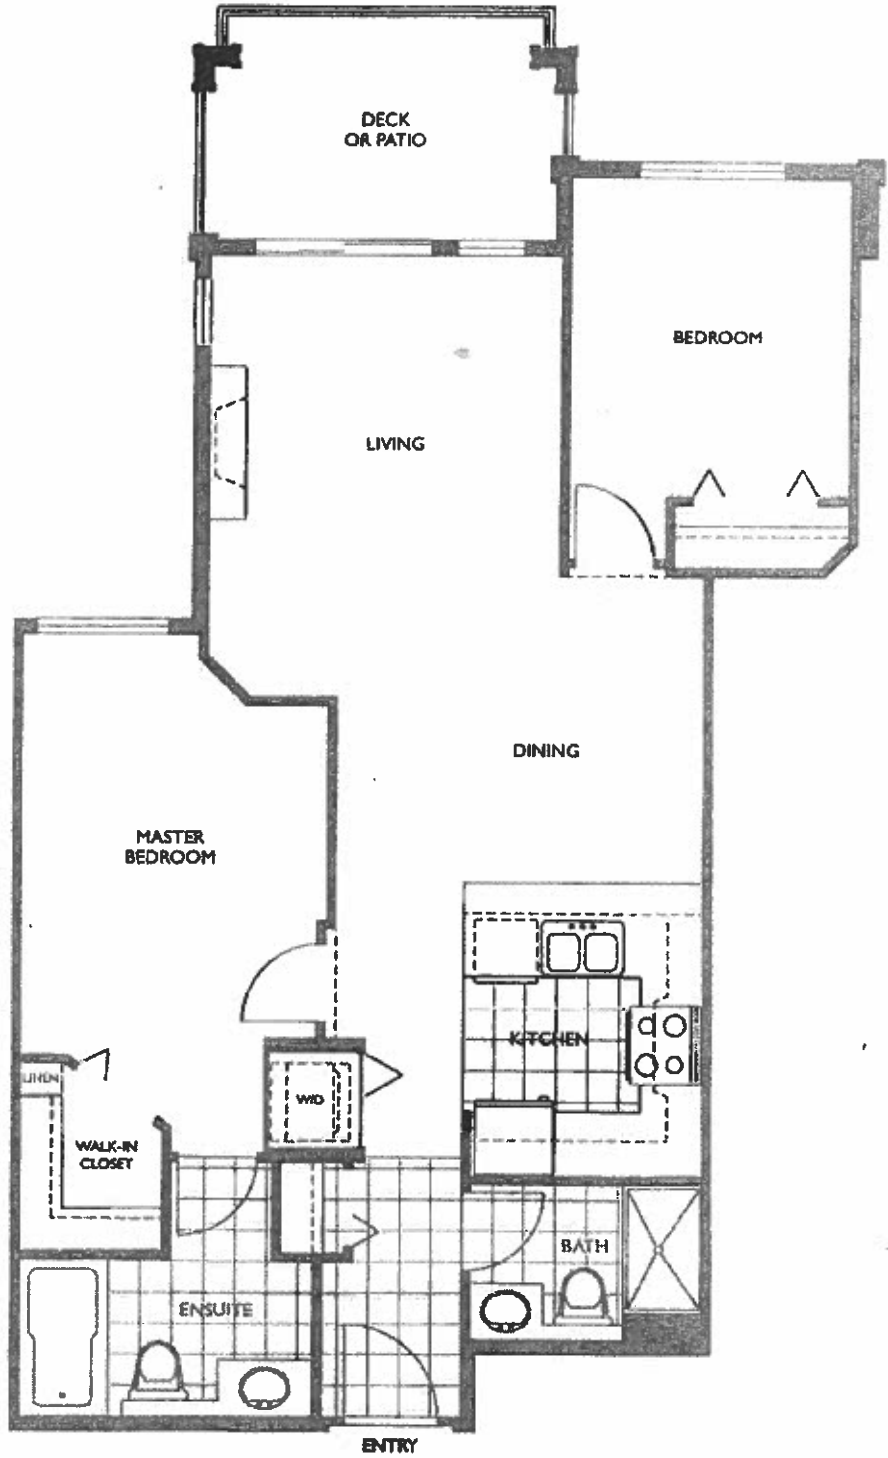 DECK
OR PATIO
BEDROOM
LIVING
DINING
MASTER
BEDROOM
KITCHEN
LINEN
W/D
WALK-IN
CLOSET
BATH
ENSUITE
ENTRY